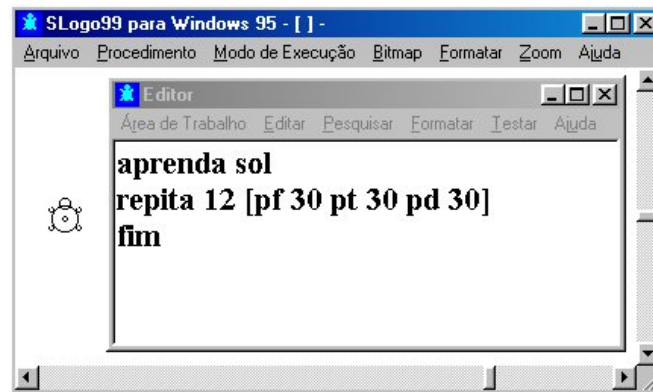 SLogo99 para Windows 95 - [ ] -
Arquivo Procedimento Modo de Execução Bitmap Formatar Zoom Ajuda
Editor
Área de Trabalho Editar Pesquisar Formatar Testar Ajuda
aprenda sol
repita 12 [pf 30 pt 30 pd 30]
fim